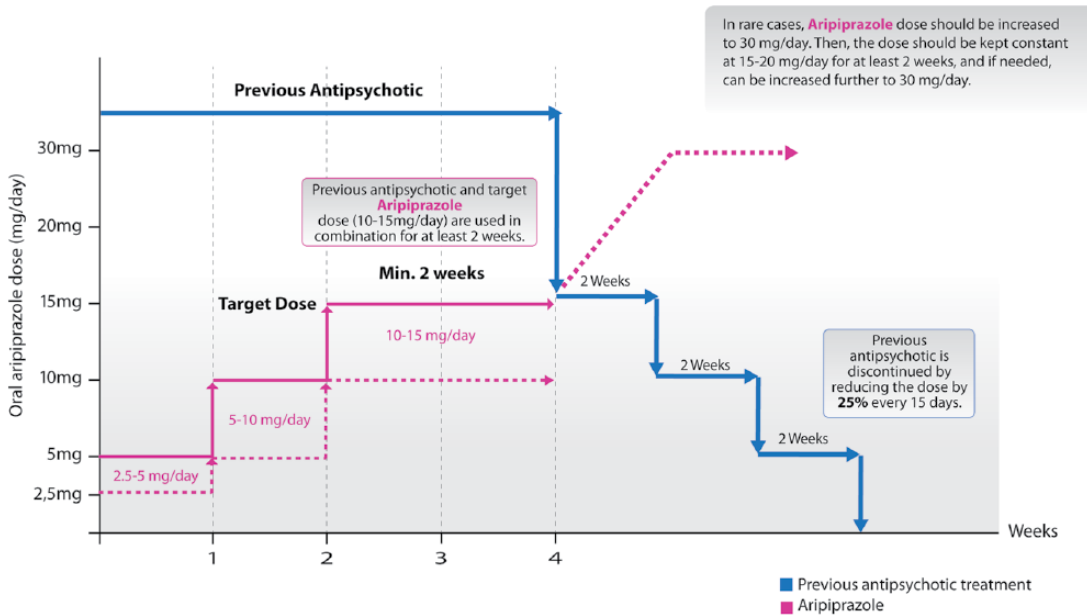 In rare cases, Aripiprazole dose should be increased
to 30 mg/day. Then, the dose should be kept constant
at 15-20 mg/day for at least 2 weeks, and if needed,
can be increased further to 30 mg/day.
Previous Antipsychotic
Oral aripiprazole dose (mg/day)
30mg
20mg
15mg
10mg
5mg
2,5mg
Previous antipsychotic and target
Aripiprazole
dose (10-15mg/day) are used in
combination for at least 2 weeks.
Min. 2 weeks
Target Dose
10-15 mg/day
5-10 mg/day
2.5-5 mg/day
2 Weeks
2 Weeks
2 Weeks
Previous
antipsychotic is
discontinued by
reducing the dose by
25% every 15 days.
Weeks
1
2
3
4
Previous antipsychotic treatment
Aripiprazole